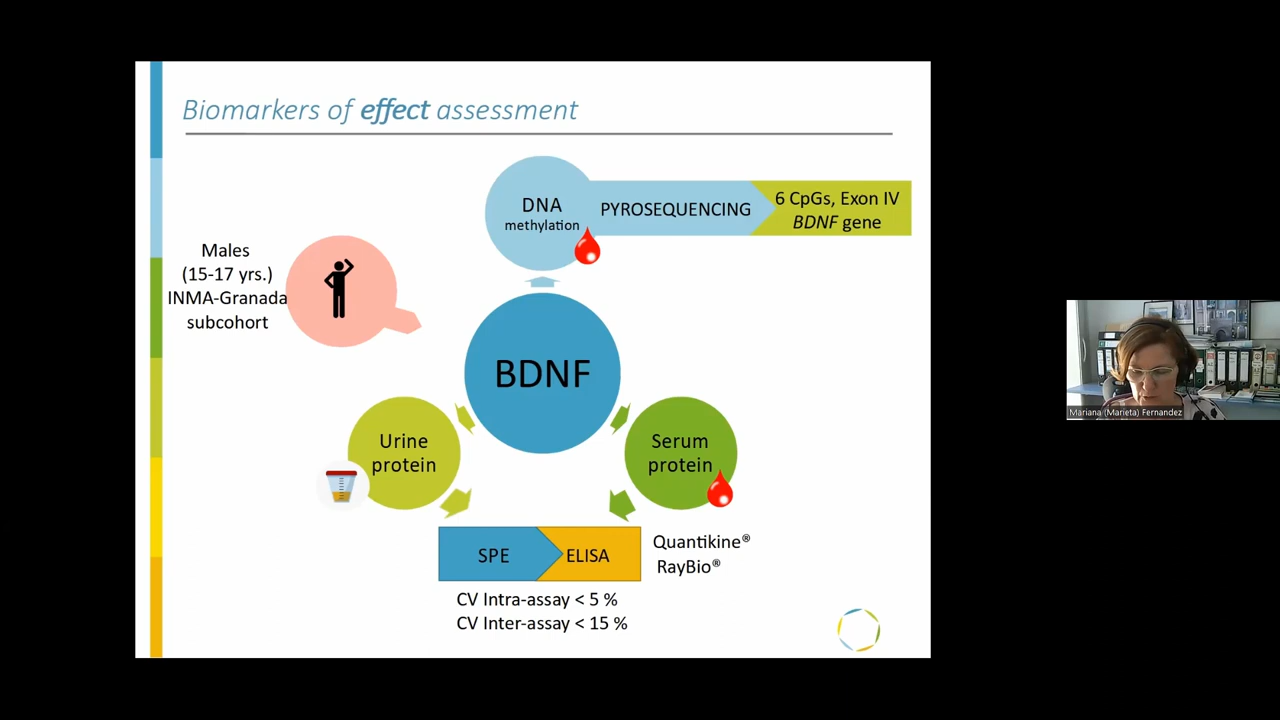 Biomarkers of effect assessment
DNA
methylation
PYROSEQUENCING
6 CpGs, Exon IV
BDNF gene
Males
(15-17 yrs.)
INMA-Granada
subcohort
BDNF
Urine
protein
Serum
protein
SPE
ELISA
Quantikine®
RayBio®
CV Intra-assay < 5 %
CV Inter-assay < 15 %
Mariana (Marieta) Fernandez